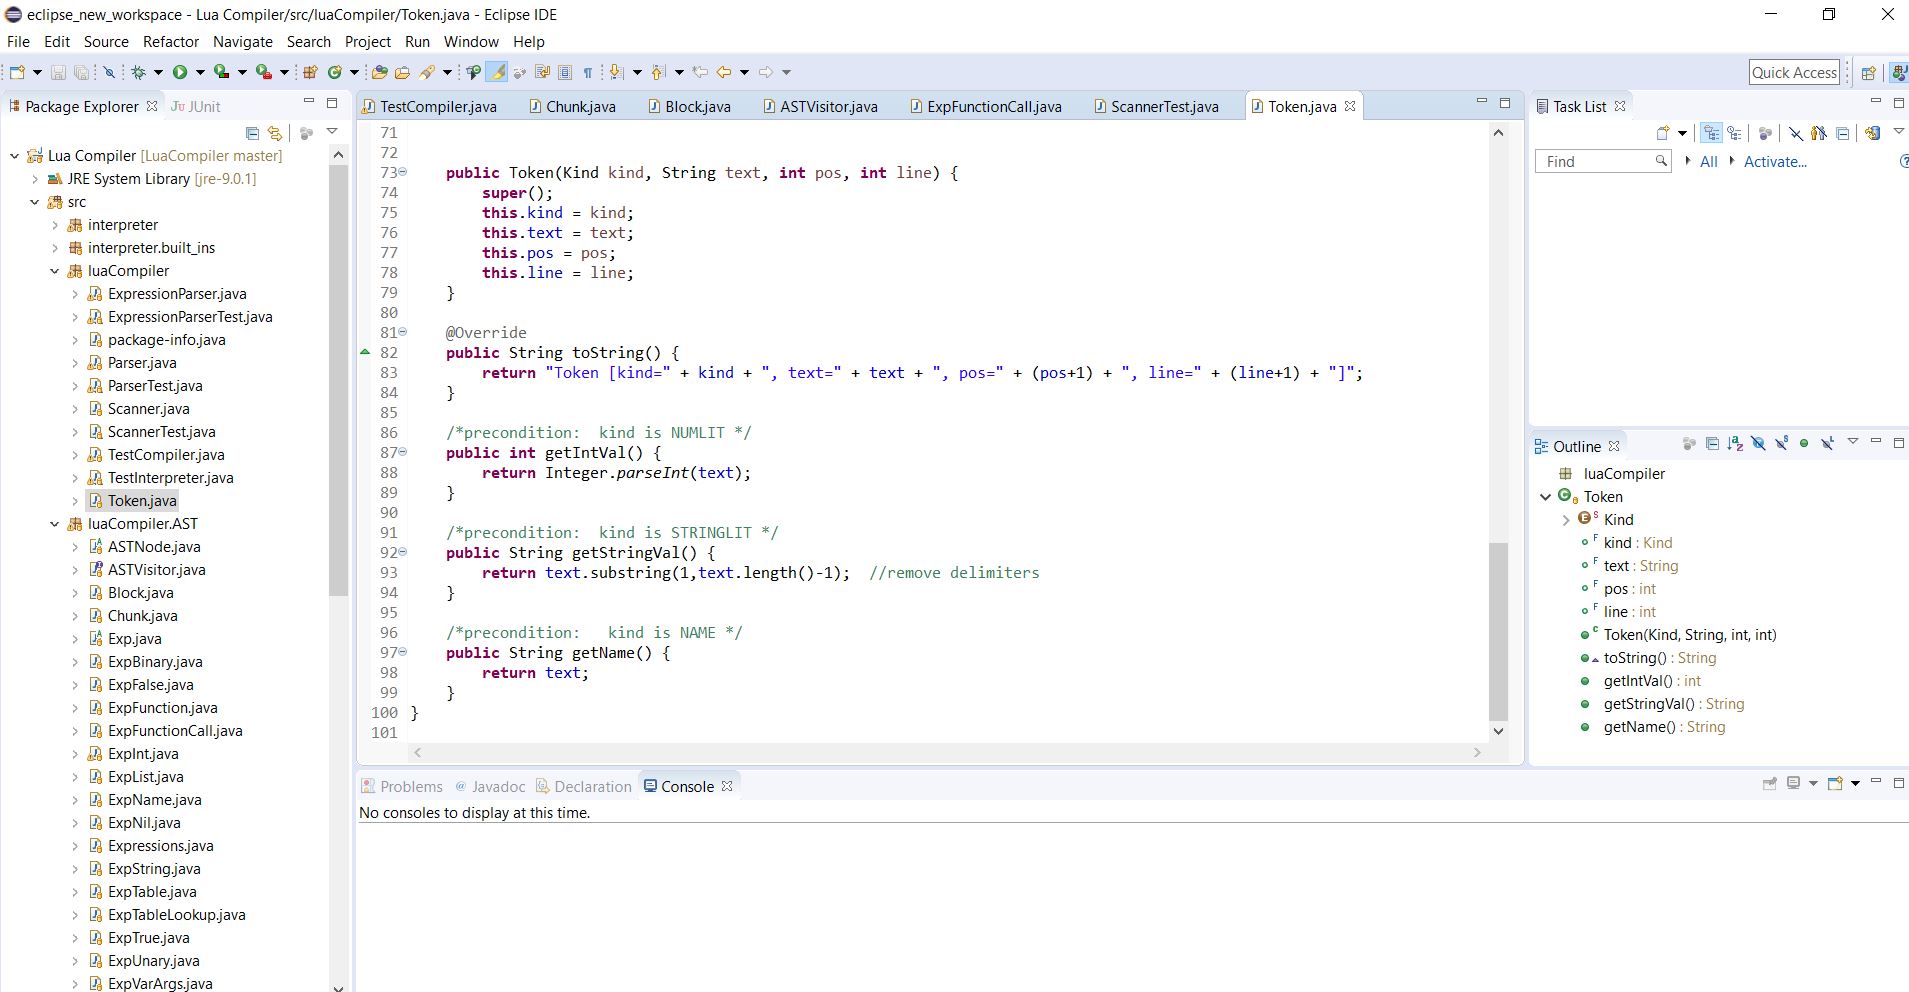 eclipse_new_workspace - Lua Compiler/src/luaCompiler/Token.java - Eclipse IDE
File Edit Source Refactor Navigate Search Project Run Window Help
Quick Access
Package Explorer JUnit
Lua Compiler [LuaCompiler master]
JRE System Library [jre-9.0.1]
src
interpreter
interpreter.built_ins
luaCompiler
ExpressionParser.java
ExpressionParserTest.java
package-info.java
Parser.java
ParserTest.java
Scanner.java
ScannerTest.java
TestCompiler.java
TestInterpreter.java
Token.java
luaCompiler.AST
ASTNode.java
ASTVisitor.java
Block.java
Chunk.java
Exp.java
ExpBinary.java
ExpFalse.java
ExpFunction.java
ExpFunctionCall.java
ExpInt.java
ExpList.java
ExpName.java
ExpNil.java
Expressions.java
ExpString.java
ExpTable.java
ExpTableLookup.java
ExpTrue.java
ExpUnary.java
ExpVarArgs.java
TestCompiler.java Chunk.java Block.java ASTVisitor.java ExpFunctionCall.java ScannerTest.java Token.java
71
72
73 public Token(Kind kind, String text, int pos, int line) {
74 super();
75 this.kind = kind;
76 this.text = text;
77 this.pos = pos;
78 this.line = line;
79 }
80
81 @Override
82 public String toString() {
83 return "Token [kind=" + kind + ", text=" + text + ", pos=" + (pos+1) + ", line=" + (line+1) + "]";
84 }
85
86 /*precondition:  kind is NUMLIT */
87 public int getIntVal() {
88 return Integer.parseInt(text);
89 }
90
91 /*precondition:  kind is STRINGLIT */
92 public String getStringVal() {
93 return text.substring(1,text.length()-1);  //remove delimiters
94 }
95
96 /*precondition:   kind is NAME */
97 public String getName() {
98 return text;
99 }
100 }
101
Problems Javadoc Declaration Console
No consoles to display at this time.
Task List
Find All Activate...
Outline
luaCompiler
Token
Kind
kind : Kind
text : String
pos : int
line : int
Token(Kind, String, int, int)
toString() : String
getIntVal() : int
getStringVal() : String
getName() : String